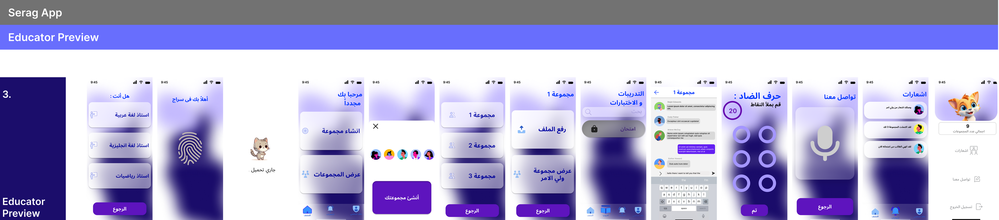 Serag App
Educator Preview
3.
Educator
Preview
9:45
هل أنت :
استاذ لغة عربية
استاذ لغة انجليزية
استاذ رياضيات
الرجوع
9:45
أهلاً بك فى سراج
جاري تحميل .
9:45
مرحبا بك
مجدداً
انشاء مجموعة
عرض المجموعات
اكتشف
9:45
أنشئ مجموعتك
9:45
مجموعة 1
مجموعة 2
مجموعة 3
الرجوع
9:45
مجموعة 1
رفع الملف
عرض مجموعة
ولي الامر
الرجوع
9:45
التدريبات
و الاختبارات
بحث
امتحان
اكتشف
تدريب
9:45
مجموعة 1
Ralph Edwards
Lorem ipsum dolor sit amet, consectetur adipiscing
elit.
Cody Fisher
Excepteur sint occaecat cupidatat
Arlene McCoy
Nemo enim ipsam voluptatem quia voluptas sit
aspernatur aut odit aut fugit, sed quia
consequuntur ma
Ut enim ad minima veniam, quis
nostrum exercitationem ullam corporis
suscipit laboriosam, nisi ut al
Esther Howard
Duis aute irure dolor
hello there i want to tell you that the
I the I'm
q w e r t y u i o p
a s d f g h j k l
z x c v b n m
123 space search
9:45
حرف الضاد :
قم بملأ النقاط
20
تم
9:45
تواصل معنا
الرجوع
9:45
اشعارات
وصلك اشعار من ولي امر
لقد اكتملت المجموعة 3 لك
لقد انهي الطالب س امتحانه الان
اكتشف
اشعارات
9:45
9
اجمالي عدد المجموعات
اشعارات
تواصل معنا
تسجيل الخروج